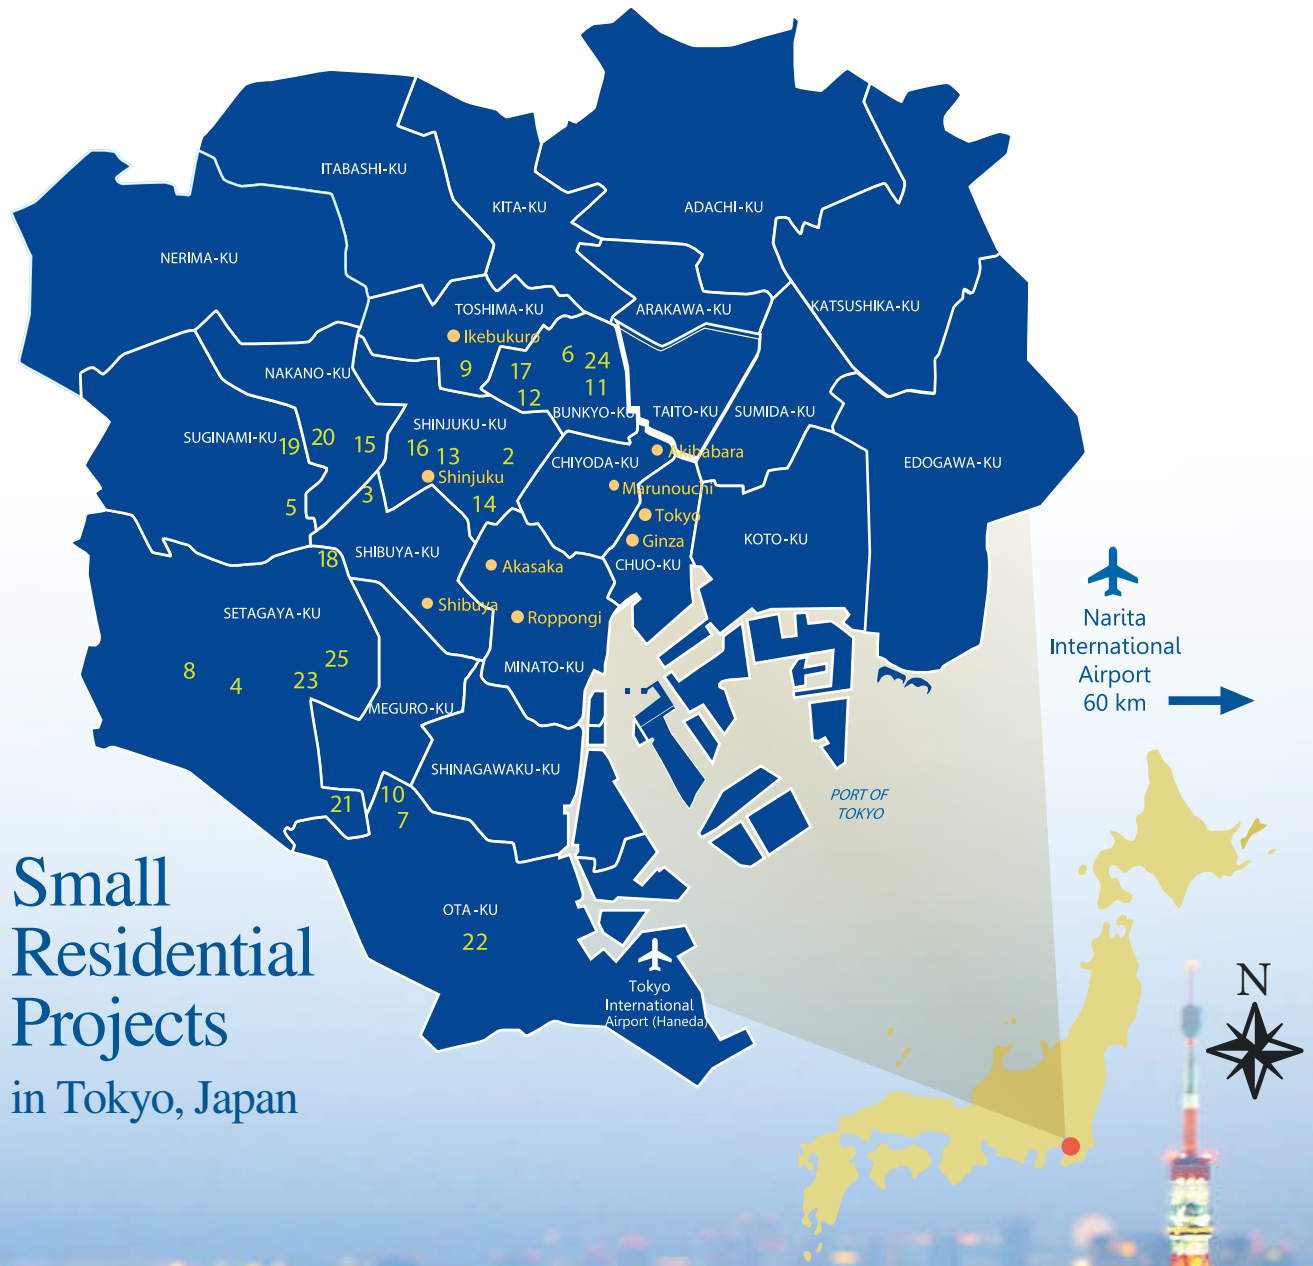 ITABASHI-KU
KITA-KU
ADACHI-KU
NERIMA-KU
TOSHIMA-KU
ARAKAWA-KU
KATSUSHIKA-KU
Ikebukuro
6
24
9
17
NAKANO-KU
11
12
BUNKYO-KU
TAITO-KU
SUMIDA-KU
SHINJUKU-KU
SUGINAMI-KU
19
20
15
16
13
2
Akihabara
CHIYODA-KU
EDOGAWA-KU
Shinjuku
Marunouchi
3
14
5
Tokyo
Ginza
KOTO-KU
SHIBUYA-KU
18
Akasaka
CHUO-KU
Shibuya
SETAGAYA-KU
Roppongi
Narita
International
Airport
60 km
25
8
4
23
MINATO-KU
MEGURO-KU
SHINAGAWAKU-KU
21
10
7
PORT OF
TOKYO
OTA-KU
22
Tokyo
International
Airport (Haneda)
Small
Residential
Projects
in Tokyo, Japan
N